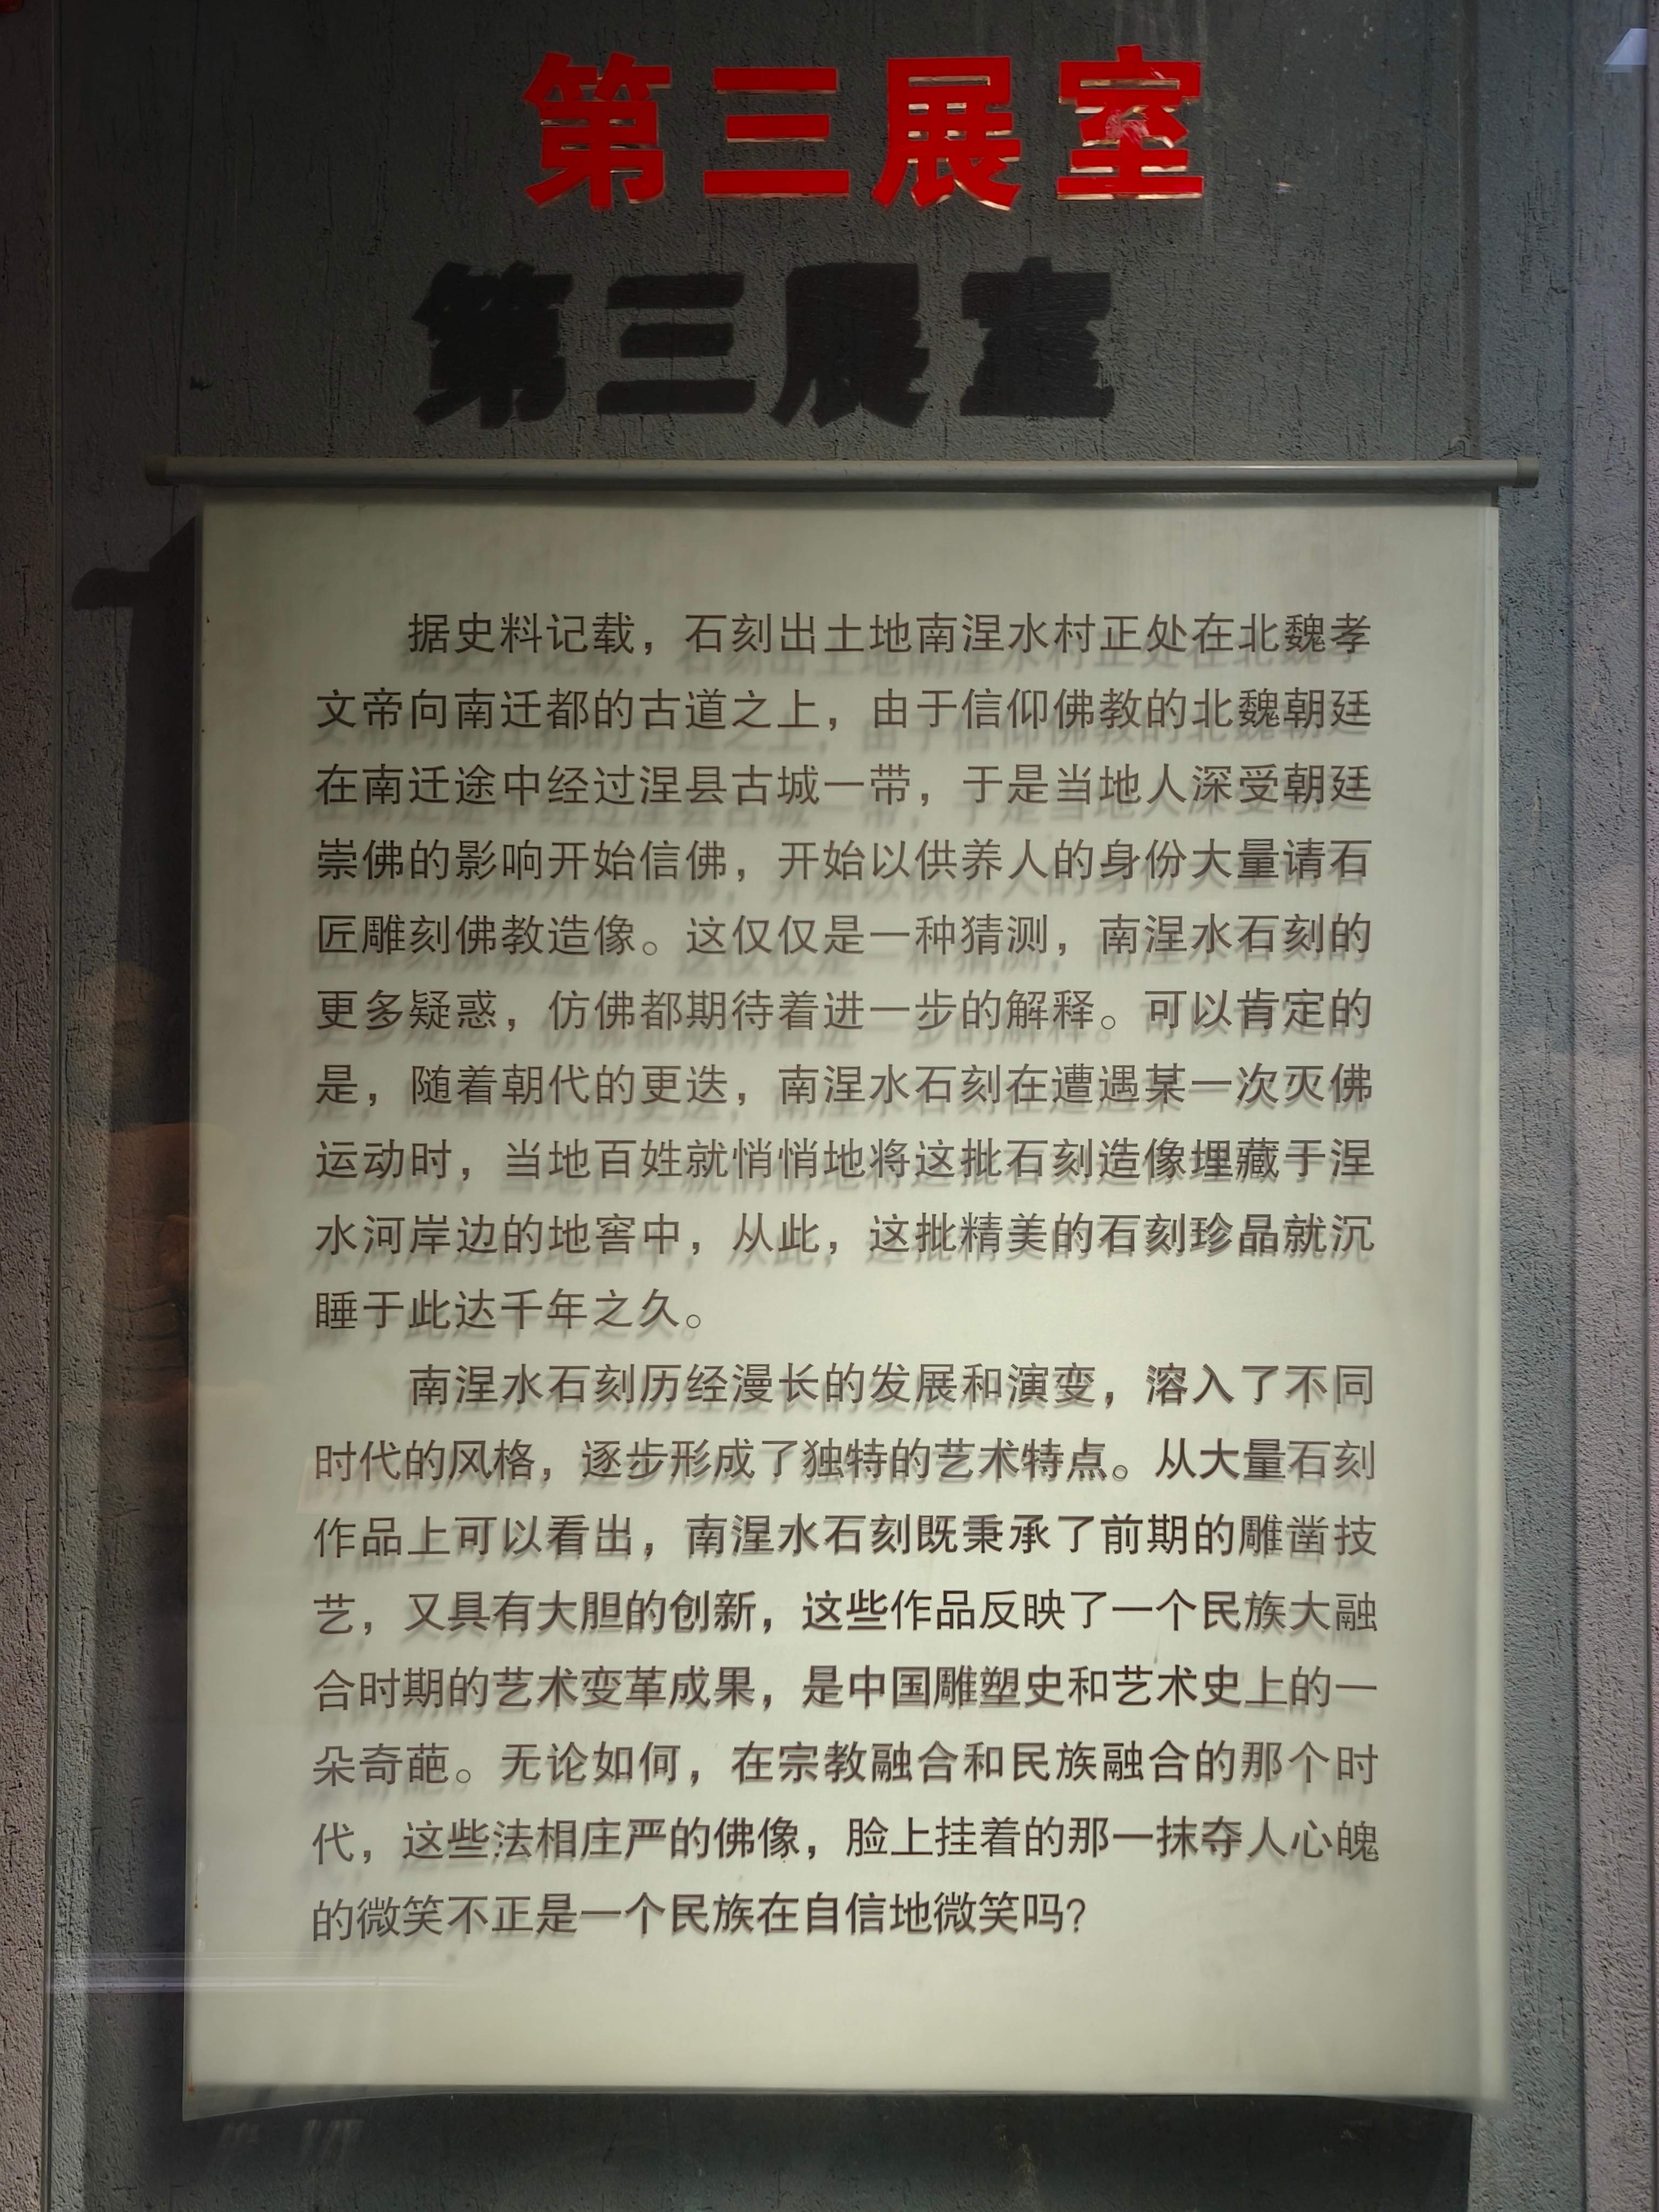 第三展室
据史料记载，石刻出土地南涅水村正处在北魏孝
文帝向南迁都的古道之上，由于信仰佛教的北魏朝廷
在南迁途中经过涅县古城一带，于是当地人深受朝廷
崇佛的影响开始信佛，开始以供养人的身份大量请石
匠雕刻佛教造像。这仅仅是一种猜测，南涅水石刻的
更多疑惑，仿佛都期待着进一步的解释。可以肯定的
是，随着朝代的更迭，南涅水石刻在遭遇某一次灭佛
运动时，当地百姓就悄悄地将这批石刻造像埋藏于涅
水河岸边的地窖中，从此，这批精美的石刻珍品就沉
睡于此达千年之久。
南涅水石刻历经漫长的发展和演变，溶入了不同
时代的风格，逐步形成了独特的艺术特点。从大量石刻
作品上可以看出，南涅水石刻既秉承了前期的雕凿技
艺，又具有大胆的创新，这些作品反映了一个民族大融
合时期的艺术变革成果，是中国雕塑史和艺术史上的一
朵奇葩。无论如何，在宗教融合和民族融合的那个时
代，这些法相庄严的佛像，脸上挂着的那一抹夺人心魄
的微笑不正是一个民族在自信地微笑吗？